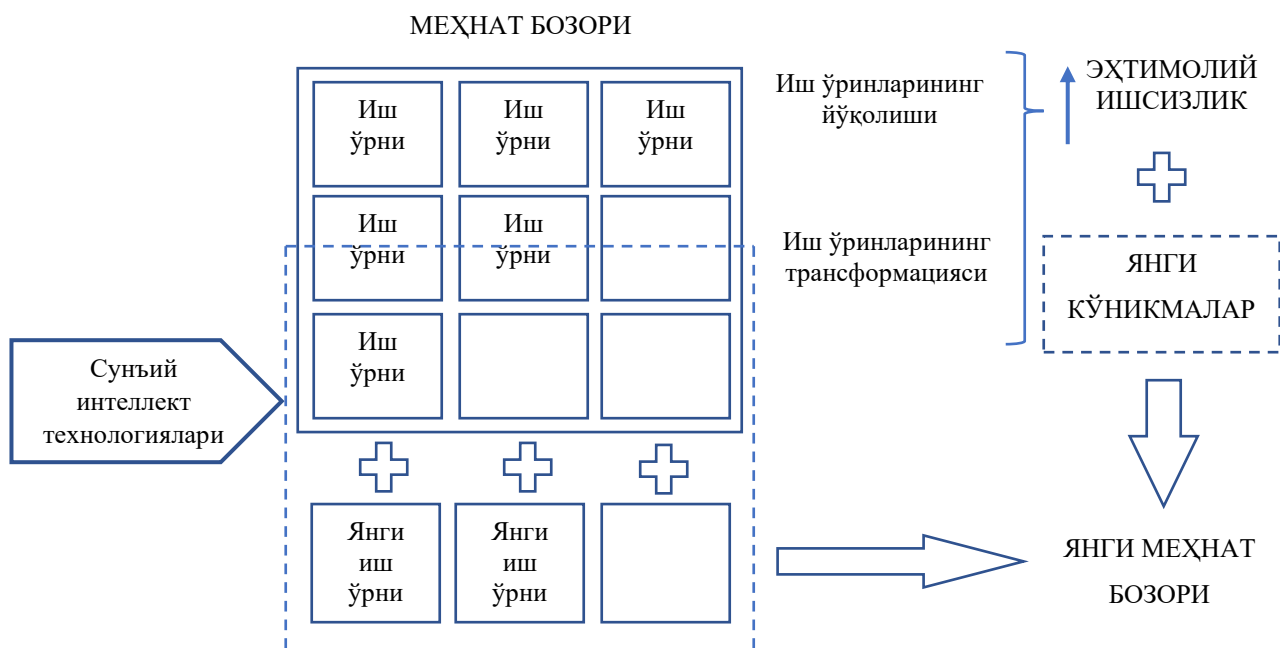 МЕҲНАТ БОЗОРИ
Иш
ўрни
Иш
ўрни
Иш
ўрни
Иш ўринларининг
йўқолиши
ЭҲТИМОЛИЙ
ИШСИЗЛИК
Иш
ўрни
Иш
ўрни
Иш ўринларининг
трансформацияси
ЯНГИ
КЎНИКМАЛАР
Иш
ўрни
Сунъий
интеллект
технологиялари
Янги
иш
ўрни
Янги
иш
ўрни
ЯНГИ МЕҲНАТ
БОЗОРИ